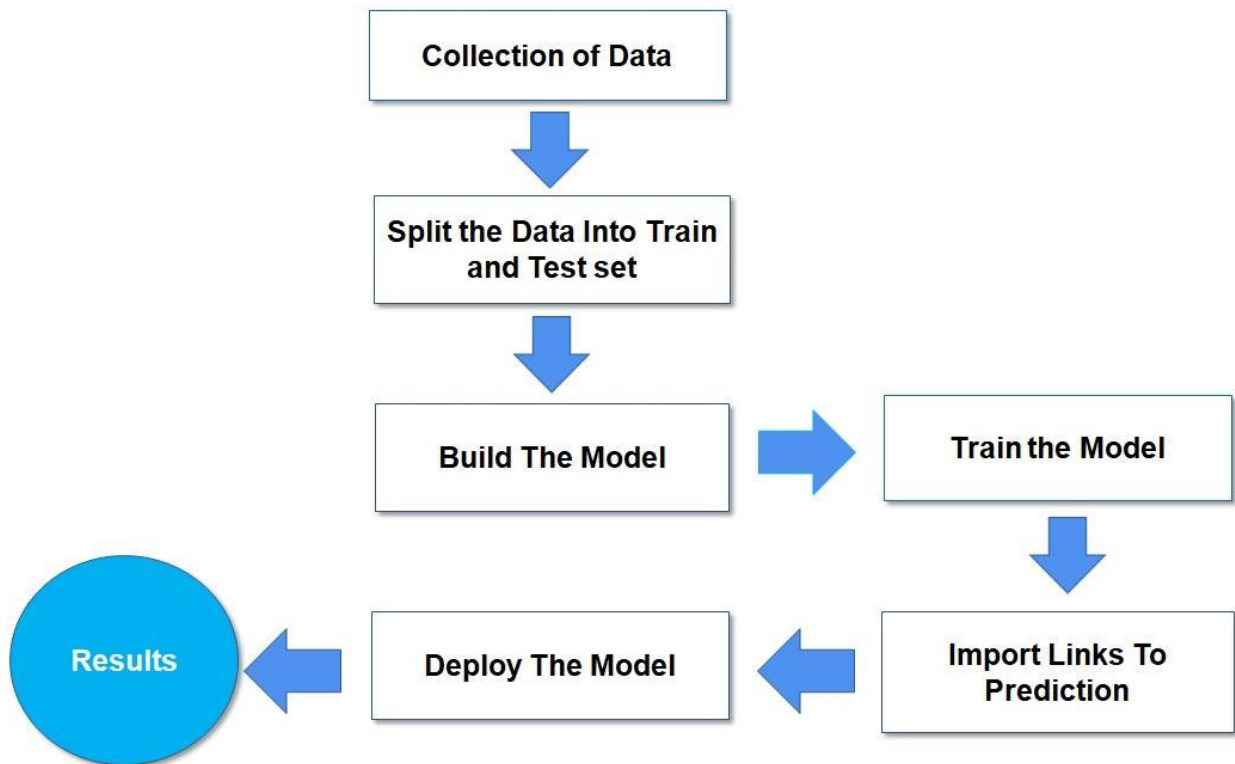 Collection of Data
Split the Data Into Train
and Test set
Build The Model
Train the Model
Import Links To
Prediction
Deploy The Model
Results